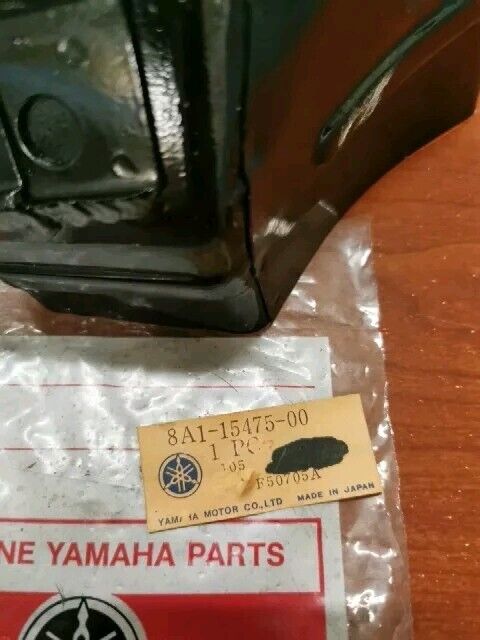 8A1-15475-00
1 PC
105
F50705A
YAMAHA MOTOR CO.,LTD MADE IN JAPAN
NE YAMAHA PARTS